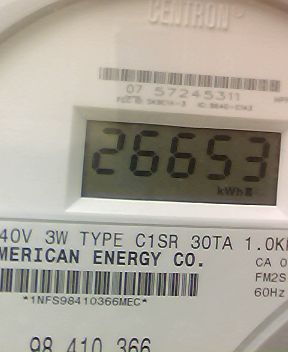 CENTRON®
07 57245311
26653
kWh
40V 3W TYPE C1SR 30TA 1.0K
MERICAN ENERGY CO.
CA 0
FM2S
60Hz
*1NFS98410366MEC*
98 410 366